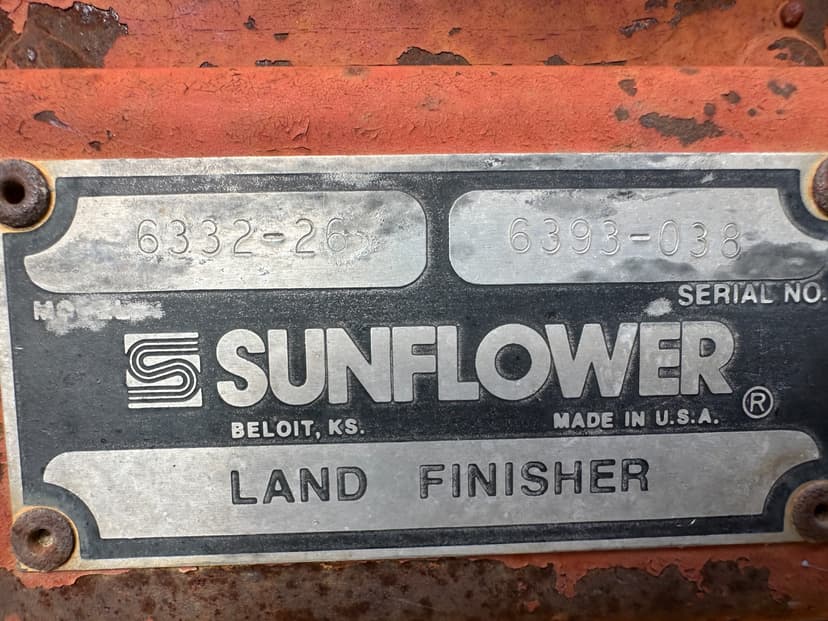 6332-26
6393-038
SERIAL NO.
SUNFLOWER ®
BELOIT, KS.
MADE IN U.S.A.
LAND FINISHER